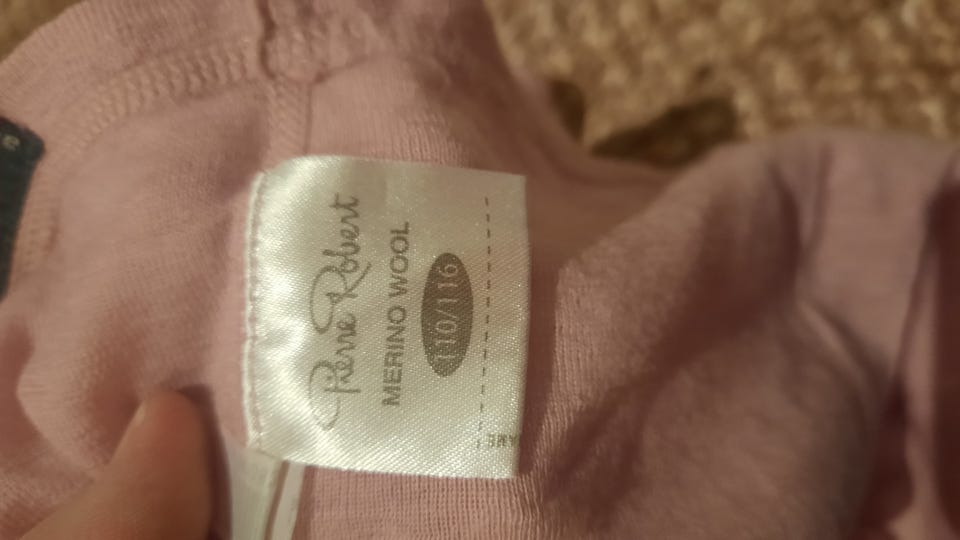 Pierre Robert
MERINO WOOL
110/116